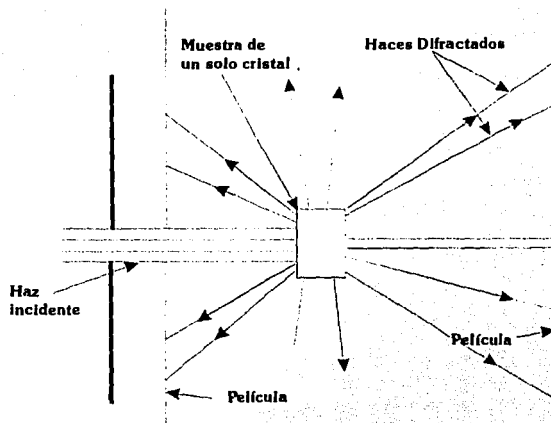 Muestra de
un solo cristal
Haces Difractados
Haz
incidente
Película
Película